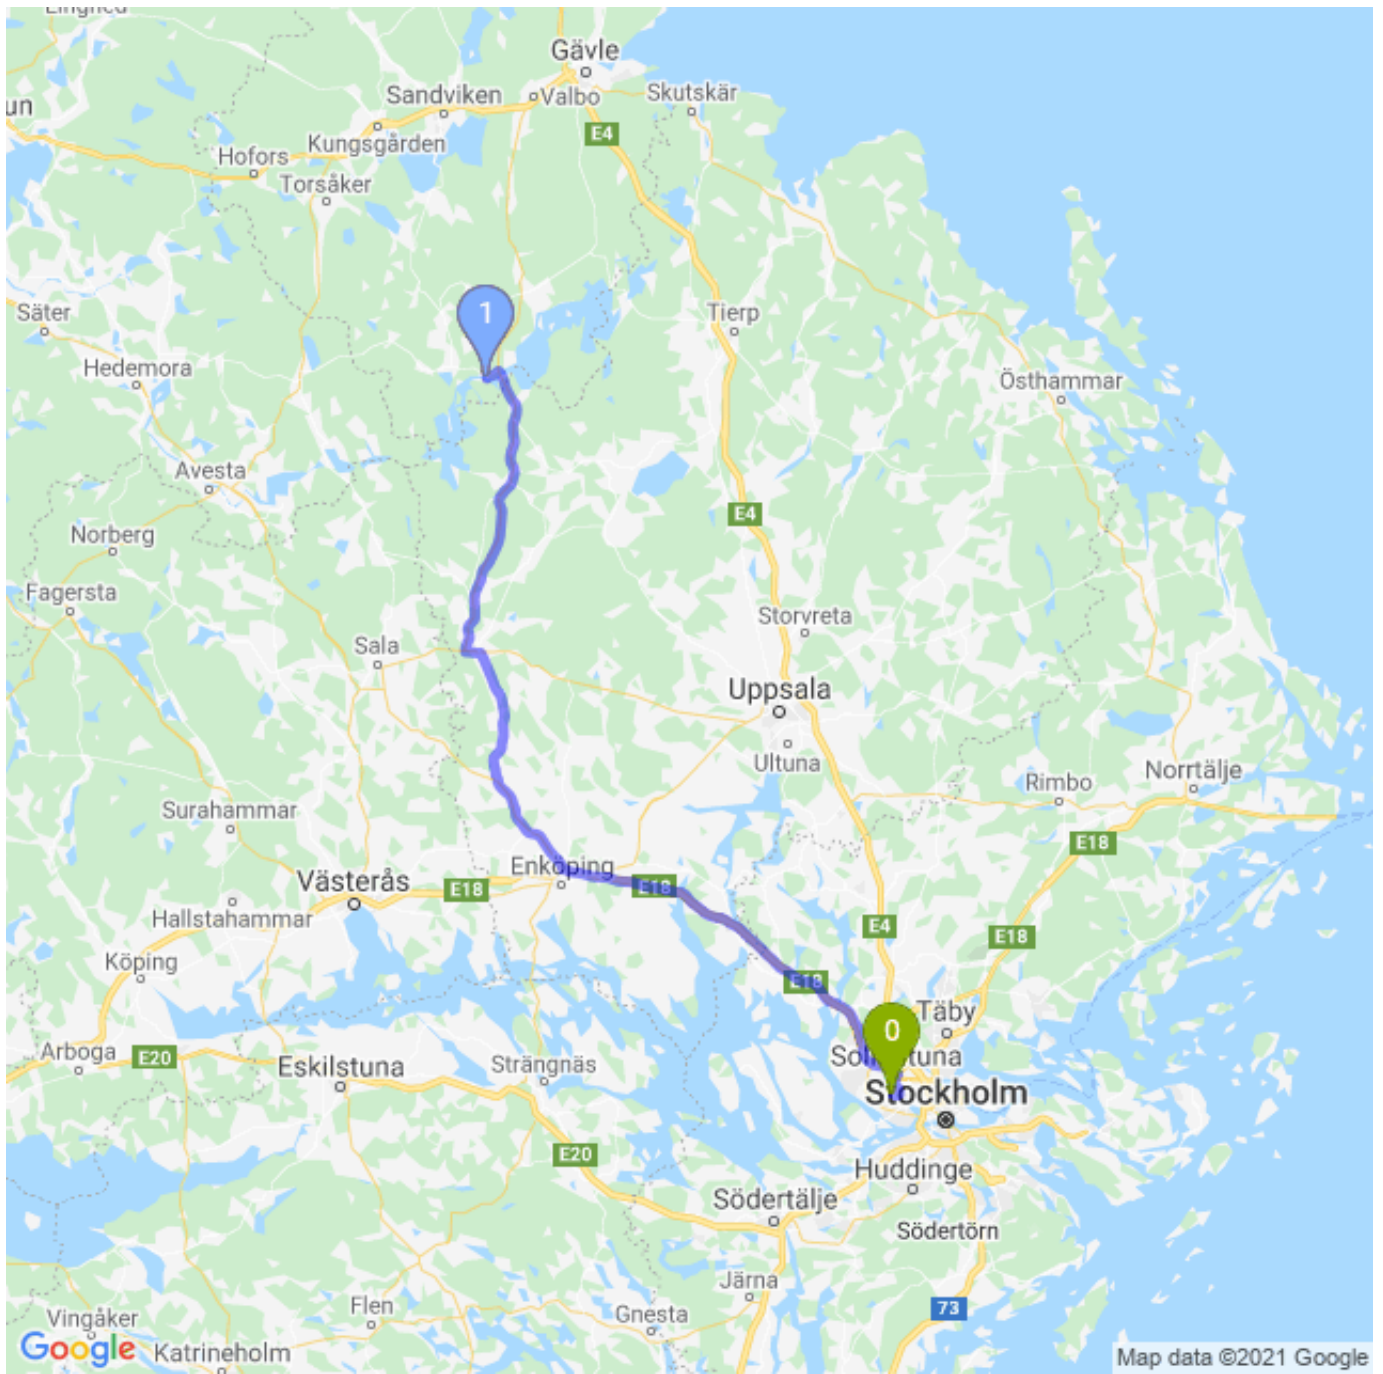 Gävle
Sandviken
Valbo
Skutskär
un
E4
Kungsgården
Hofors
Torsåker
1
Säter
Tierp
Hedemora
Östhammar
Avesta
E4
Norberg
Fagersta
Storvreta
Sala
Uppsala
Ultuna
Norrtälje
Rimbo
Surahammar
E18
Enköping
Västerås
E18
E18
Hallstahammar
E4
E18
Köping
E18
Täby
0
Arboga
E20
Eskilstuna
Strängnäs
Stockholm
E20
Huddinge
Södertälje
Södertörn
Järna
Flen
Gnesta
73
Vingåker
Google
Katrineholm
Map data ©2021 Google